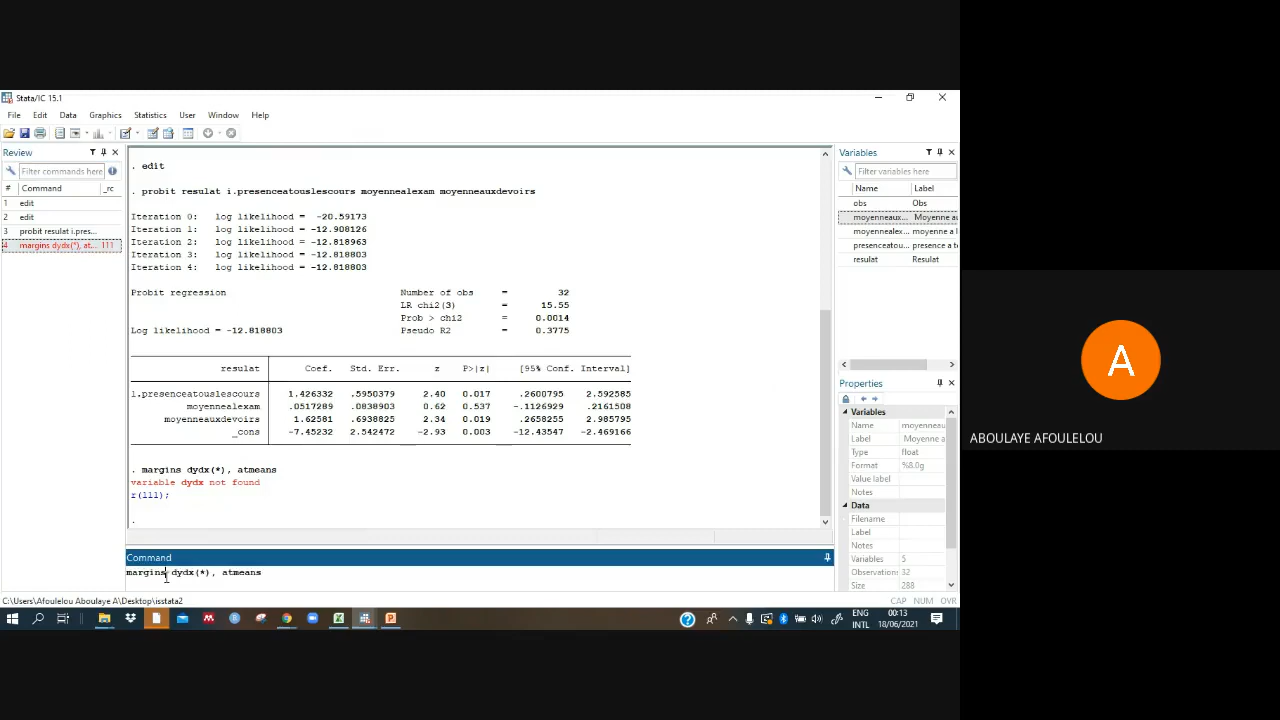 Stata/IC 15.1
File Edit Data Graphics Statistics User Window Help
Review
Filter commands here
# Command _rc
1 edit
2 edit
3 probit resulat i.pres...
4 margins dydx(*), at... 111
. edit
. probit resulat i.presenceatouslescours moyennealexam moyenneauxdevoirs
Iteration 0: log likelihood = -20.59173
Iteration 1: log likelihood = -12.908126
Iteration 2: log likelihood = -12.818963
Iteration 3: log likelihood = -12.818803
Iteration 4: log likelihood = -12.818803
Probit regression Number of obs = 32
LR chi2(3) = 15.55
Prob > chi2 = 0.0014
Log likelihood = -12.818803 Pseudo R2 = 0.3775
resulat Coef. Std. Err. z P>|z| [95% Conf. Interval]
1.presenceatouslescours 1.426332 .5950379 2.40 0.017 .2600795 2.592585
moyennealexam .0517289 .0838903 0.62 0.537 -.1126929 .2161508
moyenneauxdevoirs 1.62581 .6938825 2.34 0.019 .2658255 2.985795
_cons -7.45232 2.542472 -2.93 0.003 -12.43547 -2.469166
. margins dydx(*), atmeans
variable dydx not found
r(111);
.
Command
margins dydx(*), atmeans
Variables
Filter variables here
Name Label
obs Obs
moyenneaux... Moyenne au
moyennealex... moyenne a l
presenceatou... presence a te
resulat Resulat
Properties
Variables
Name moyenneau
Label Moyenne a
Type float
Format %8.0g
Value label
Notes
Data
Filename
Label
Notes
Variables 5
Observations 32
Size 288
C:\Users\Afoulelou Aboulaye A\Desktop\isstata2
CAP NUM OVR
ENG
INTL
00:13
18/06/2021
A
ABOULAYE AFOULELOU